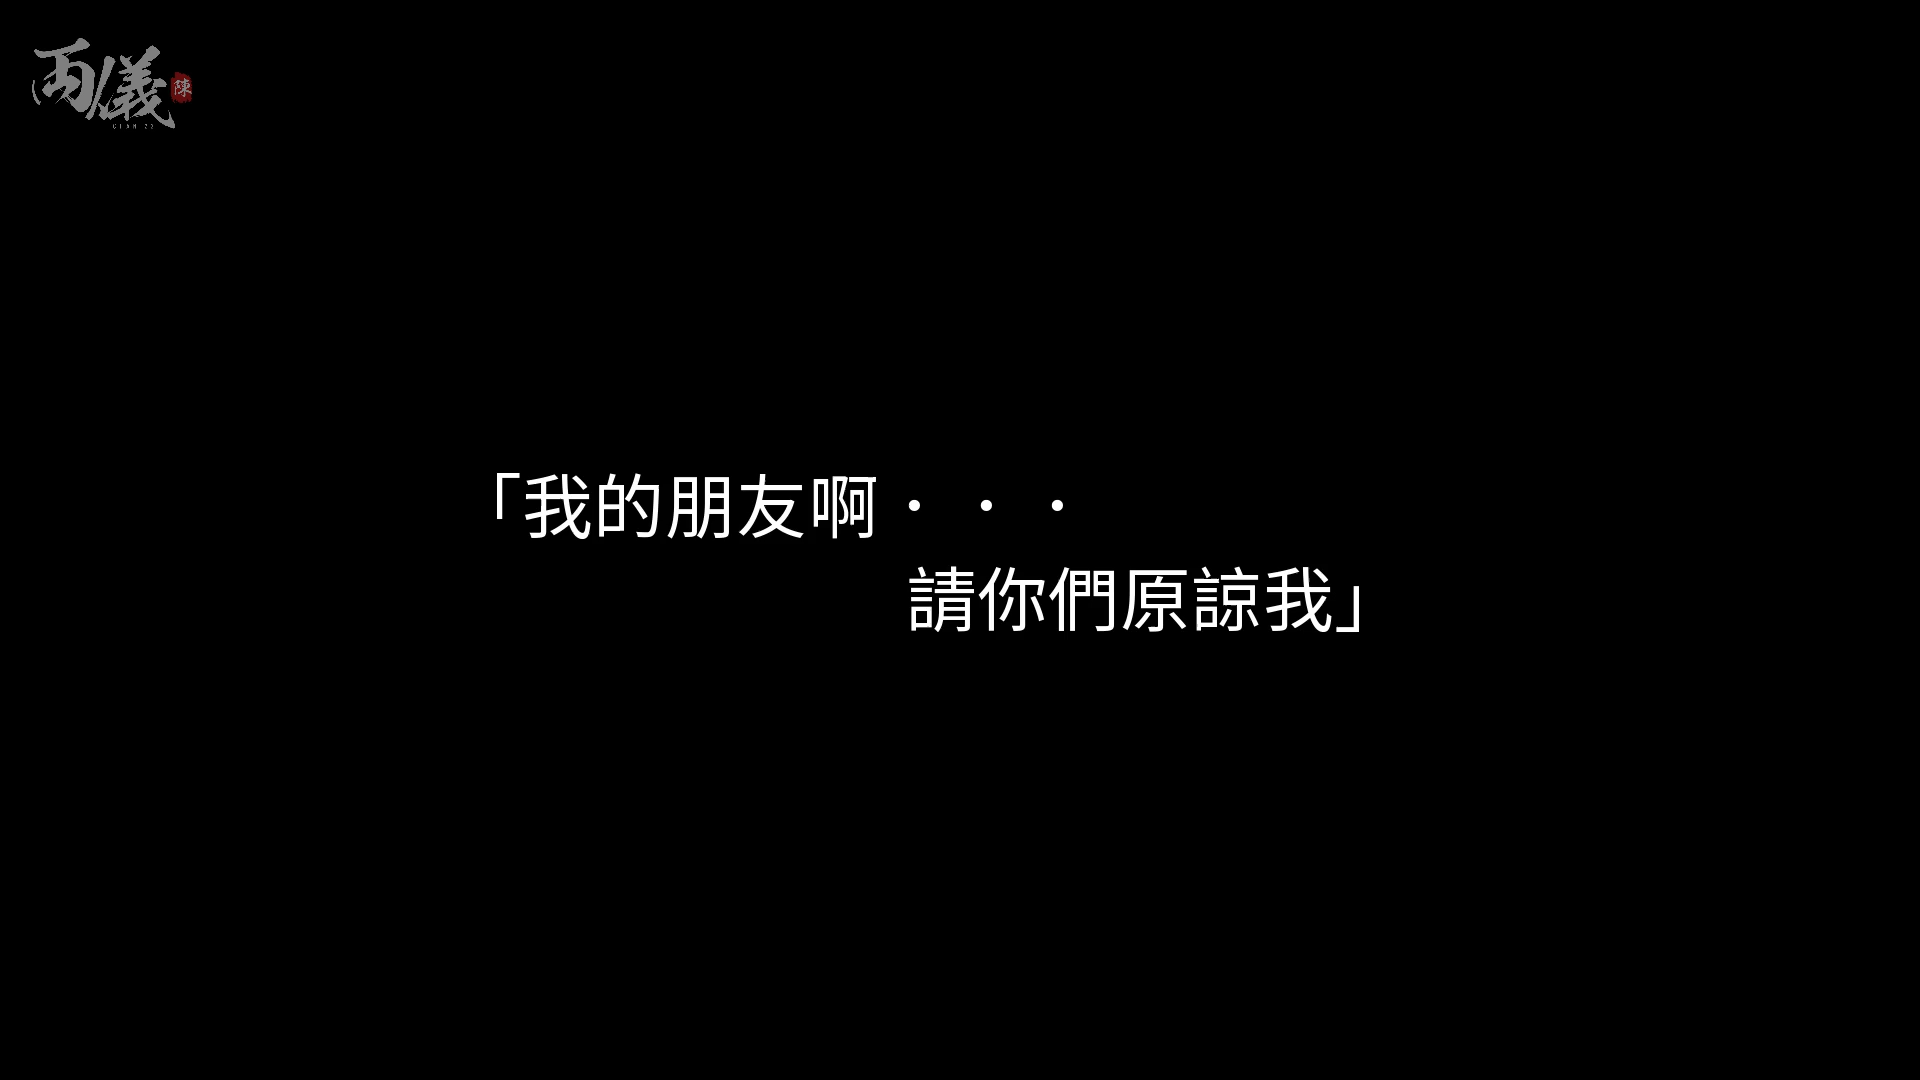 兩儀
陳
「我的朋友啊・・・
請你們原諒我」